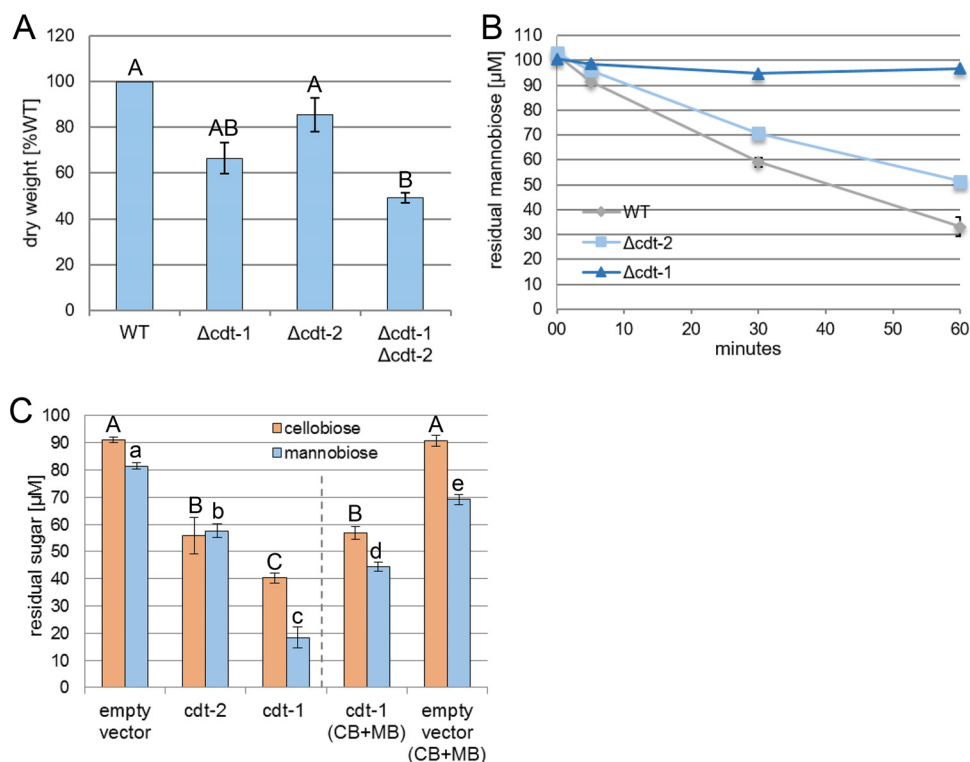 A
dry weight [%WT]
120
100
80
60
40
20
0
A
AB
A
B
WT
Δcdt-1
Δcdt-2
Δcdt-1
Δcdt-2
B
residual mannobiose [µM]
110
100
90
80
70
60
50
40
30
20
10
0
WT
Δcdt-2
Δcdt-1
00
10
20
30
40
50
60
minutes
C
residual sugar [µM]
100
90
80
70
60
50
40
30
20
10
0
cellobiose
mannobiose
A
a
B
b
C
c
B
d
A
e
empty
vector
cdt-2
cdt-1
cdt-1
(CB+MB)
empty
vector
(CB+MB)